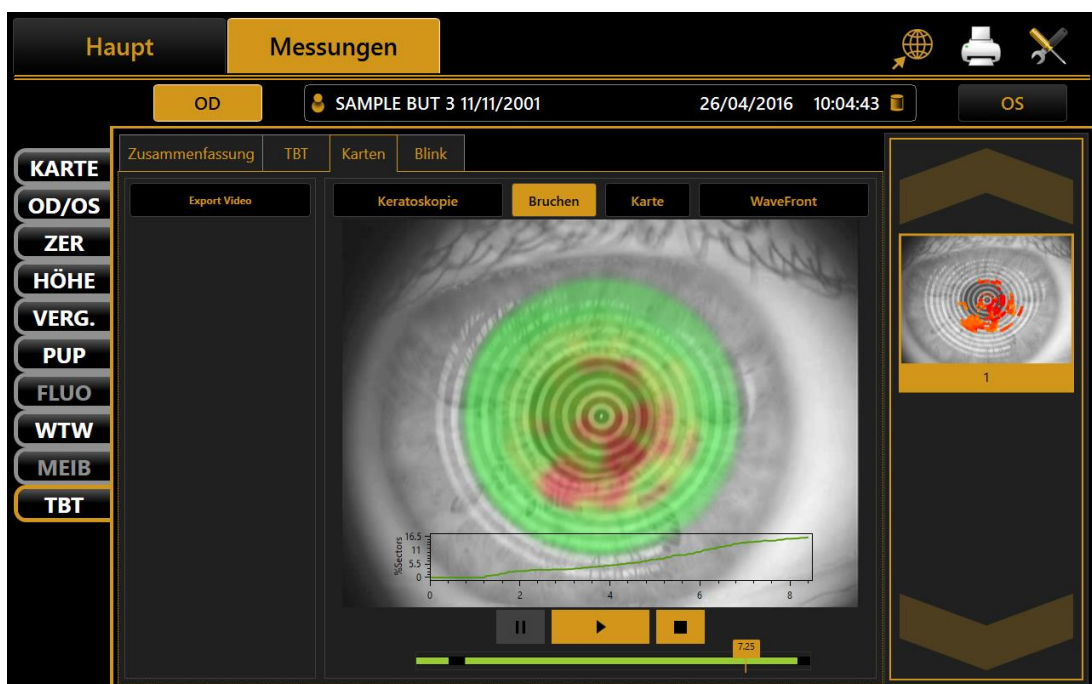 Haupt Messungen
OD SAMPLE BUT 3 11/11/2001 26/04/2016 10:04:43 OS
KARTE
OD/OS
ZER
HÖHE
VERG.
PUP
FLUO
WTW
MEIB
TBT
Zusammenfassung TBT Karten Blink
Export Video
Keratoskopie Bruchen Karte WaveFront
%Sectors
16.5
11
5.5
0
0 2 4 6 8
7.25
1